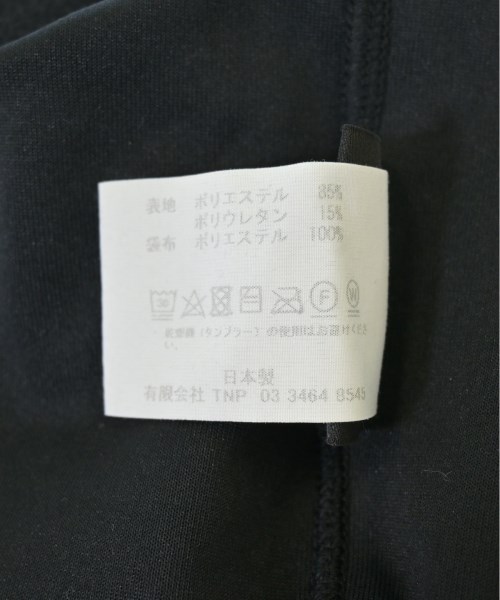 表地 ポリエステル 85%
ポリウレタン 15%
袋布 ポリエステル 100%
30 F W
乾燥機(タンブラー)の使用はお避けくださ
い。
日本製
有限会社 TNP 03 3464 8545